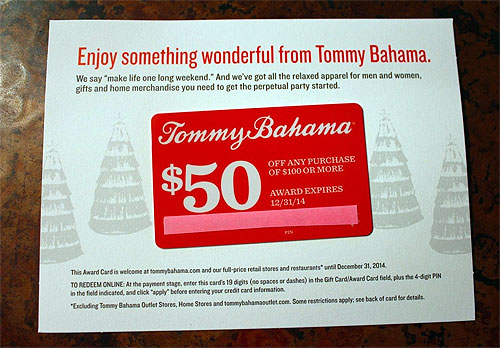 Enjoy something wonderful from Tommy Bahama.
We say “make life one long weekend.” And we’ve got all the relaxed apparel for men and women,
gifts and home merchandise you need to get the perpetual party started.
Tommy Bahama®
$50
OFF ANY PURCHASE
OF $100 OR MORE
AWARD EXPIRES
12/31/14
PIN
This Award Card is welcome at tommybahama.com and our full-price retail stores and restaurants* until December 31, 2014.
TO REDEEM ONLINE: At the payment stage, enter this card’s 19 digits (no spaces or dashes) in the Gift Card/Award Card field, plus the 4-digit PIN
in the field indicated, and click “apply” before entering your credit card information.
*Excluding Tommy Bahama Outlet Stores, Home Stores and tommybahamaoutlet.com. Some restrictions apply; see back of card for details.